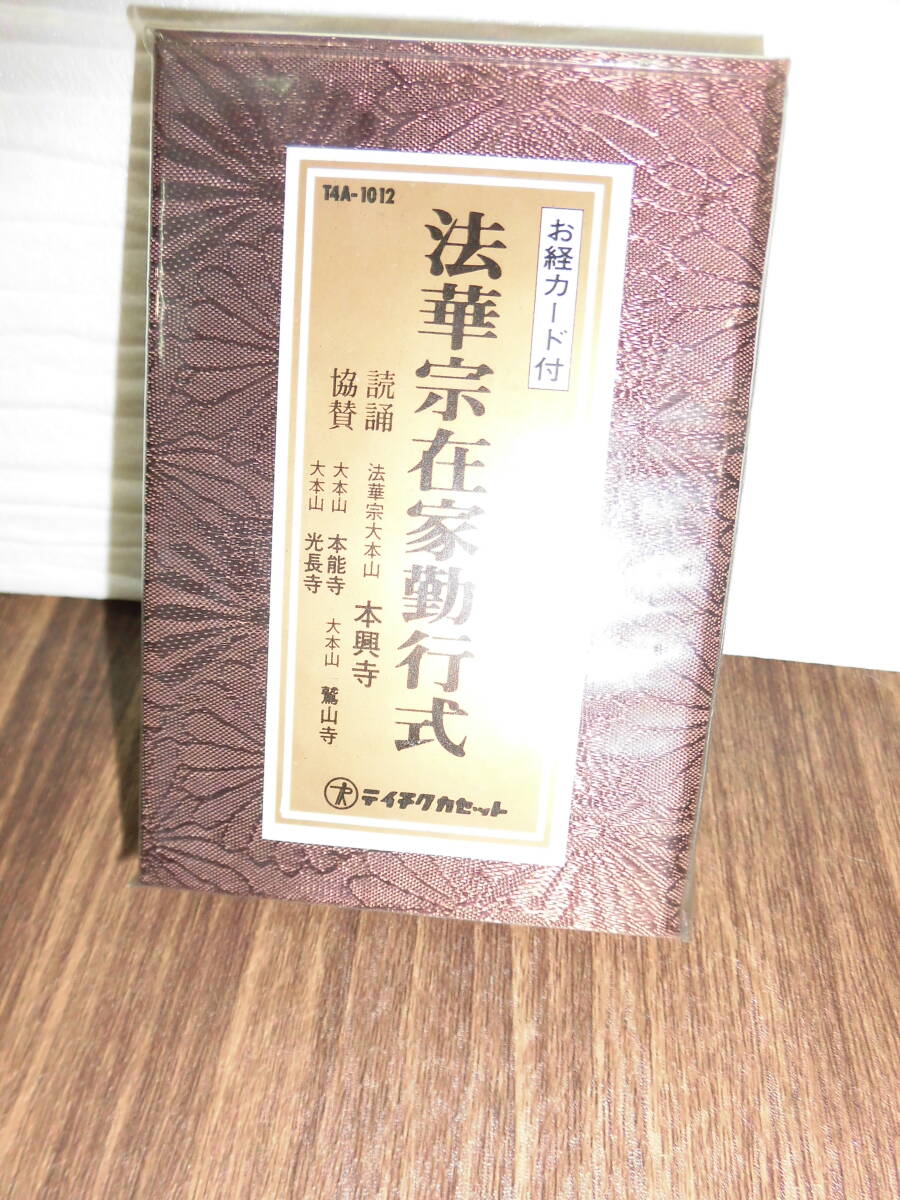 T4A-1012
お経カード付
法華宗在家勤行式
読誦 法華宗大本山 本興寺
協賛 大本山 本能寺 大本山 鷲山寺
大本山 光長寺
テイチクカセット